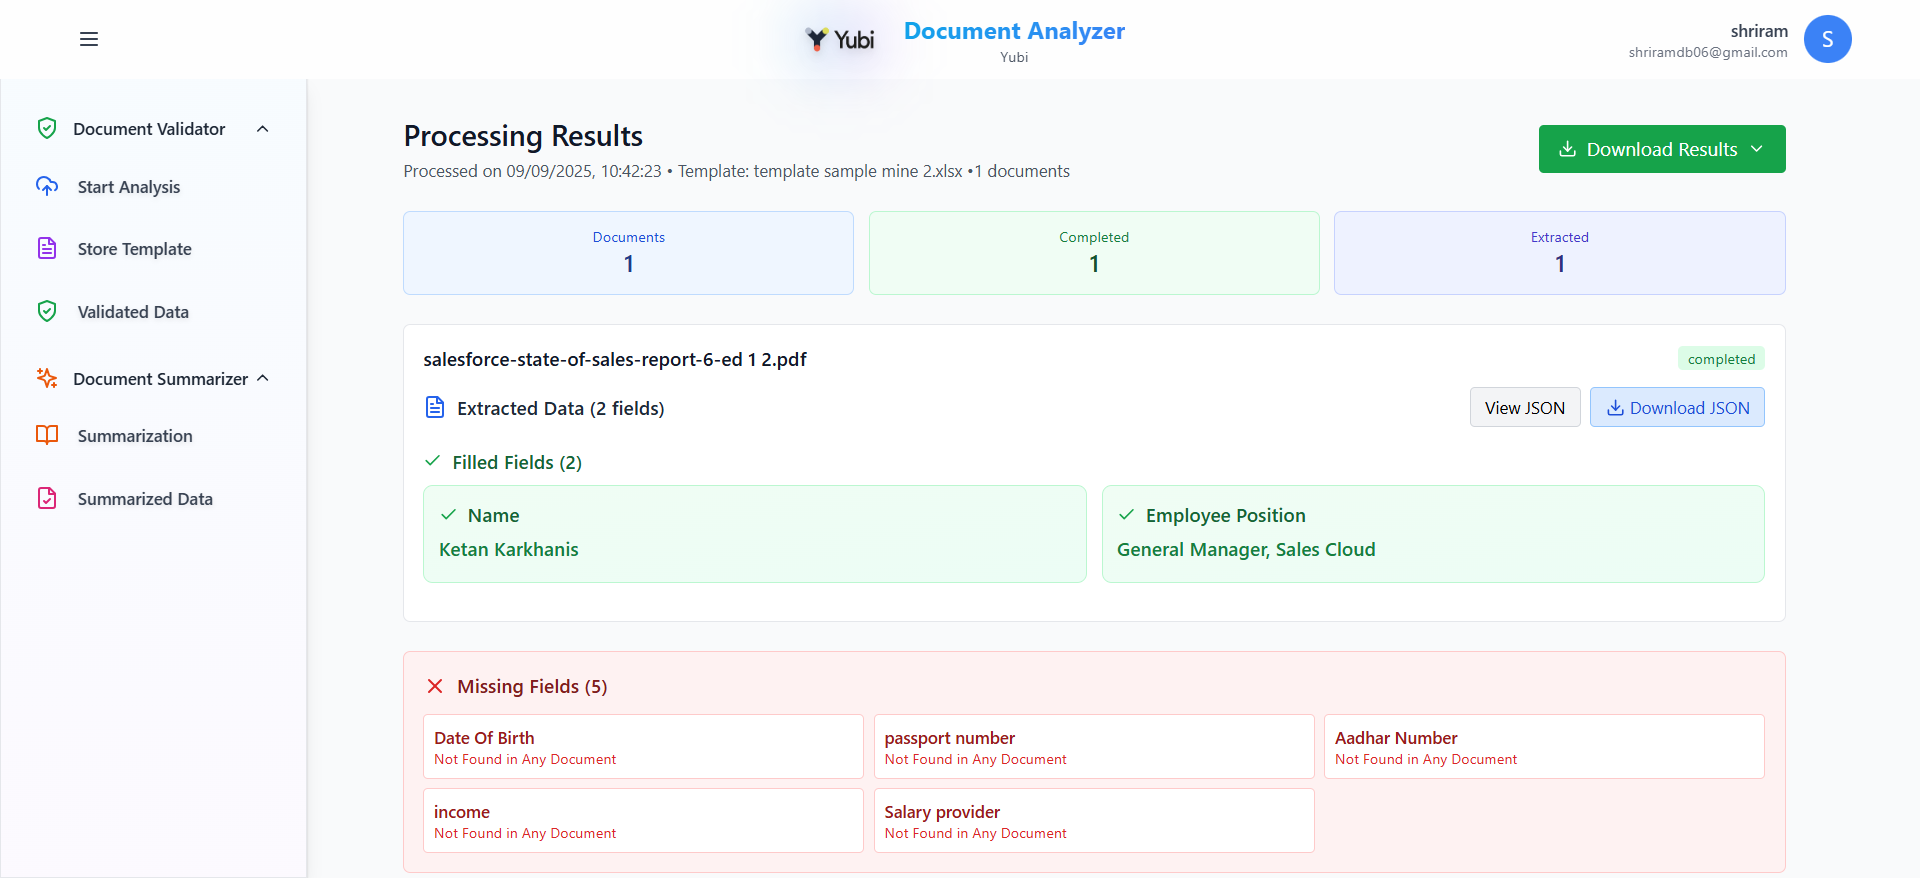 Yubi
Document Analyzer
Yubi
shriram
shriramdb06@gmail.com
S
Document Validator
Start Analysis
Store Template
Validated Data
Document Summarizer
Summarization
Summarized Data
Processing Results
Processed on 09/09/2025, 10:42:23 • Template: template sample mine 2.xlsx •1 documents
Download Results
Documents
1
Completed
1
Extracted
1
salesforce-state-of-sales-report-6-ed 1 2.pdf
completed
Extracted Data (2 fields)
View JSON
Download JSON
Filled Fields (2)
Name
Ketan Karkhanis
Employee Position
General Manager, Sales Cloud
Missing Fields (5)
Date Of Birth
Not Found in Any Document
passport number
Not Found in Any Document
Aadhar Number
Not Found in Any Document
income
Not Found in Any Document
Salary provider
Not Found in Any Document